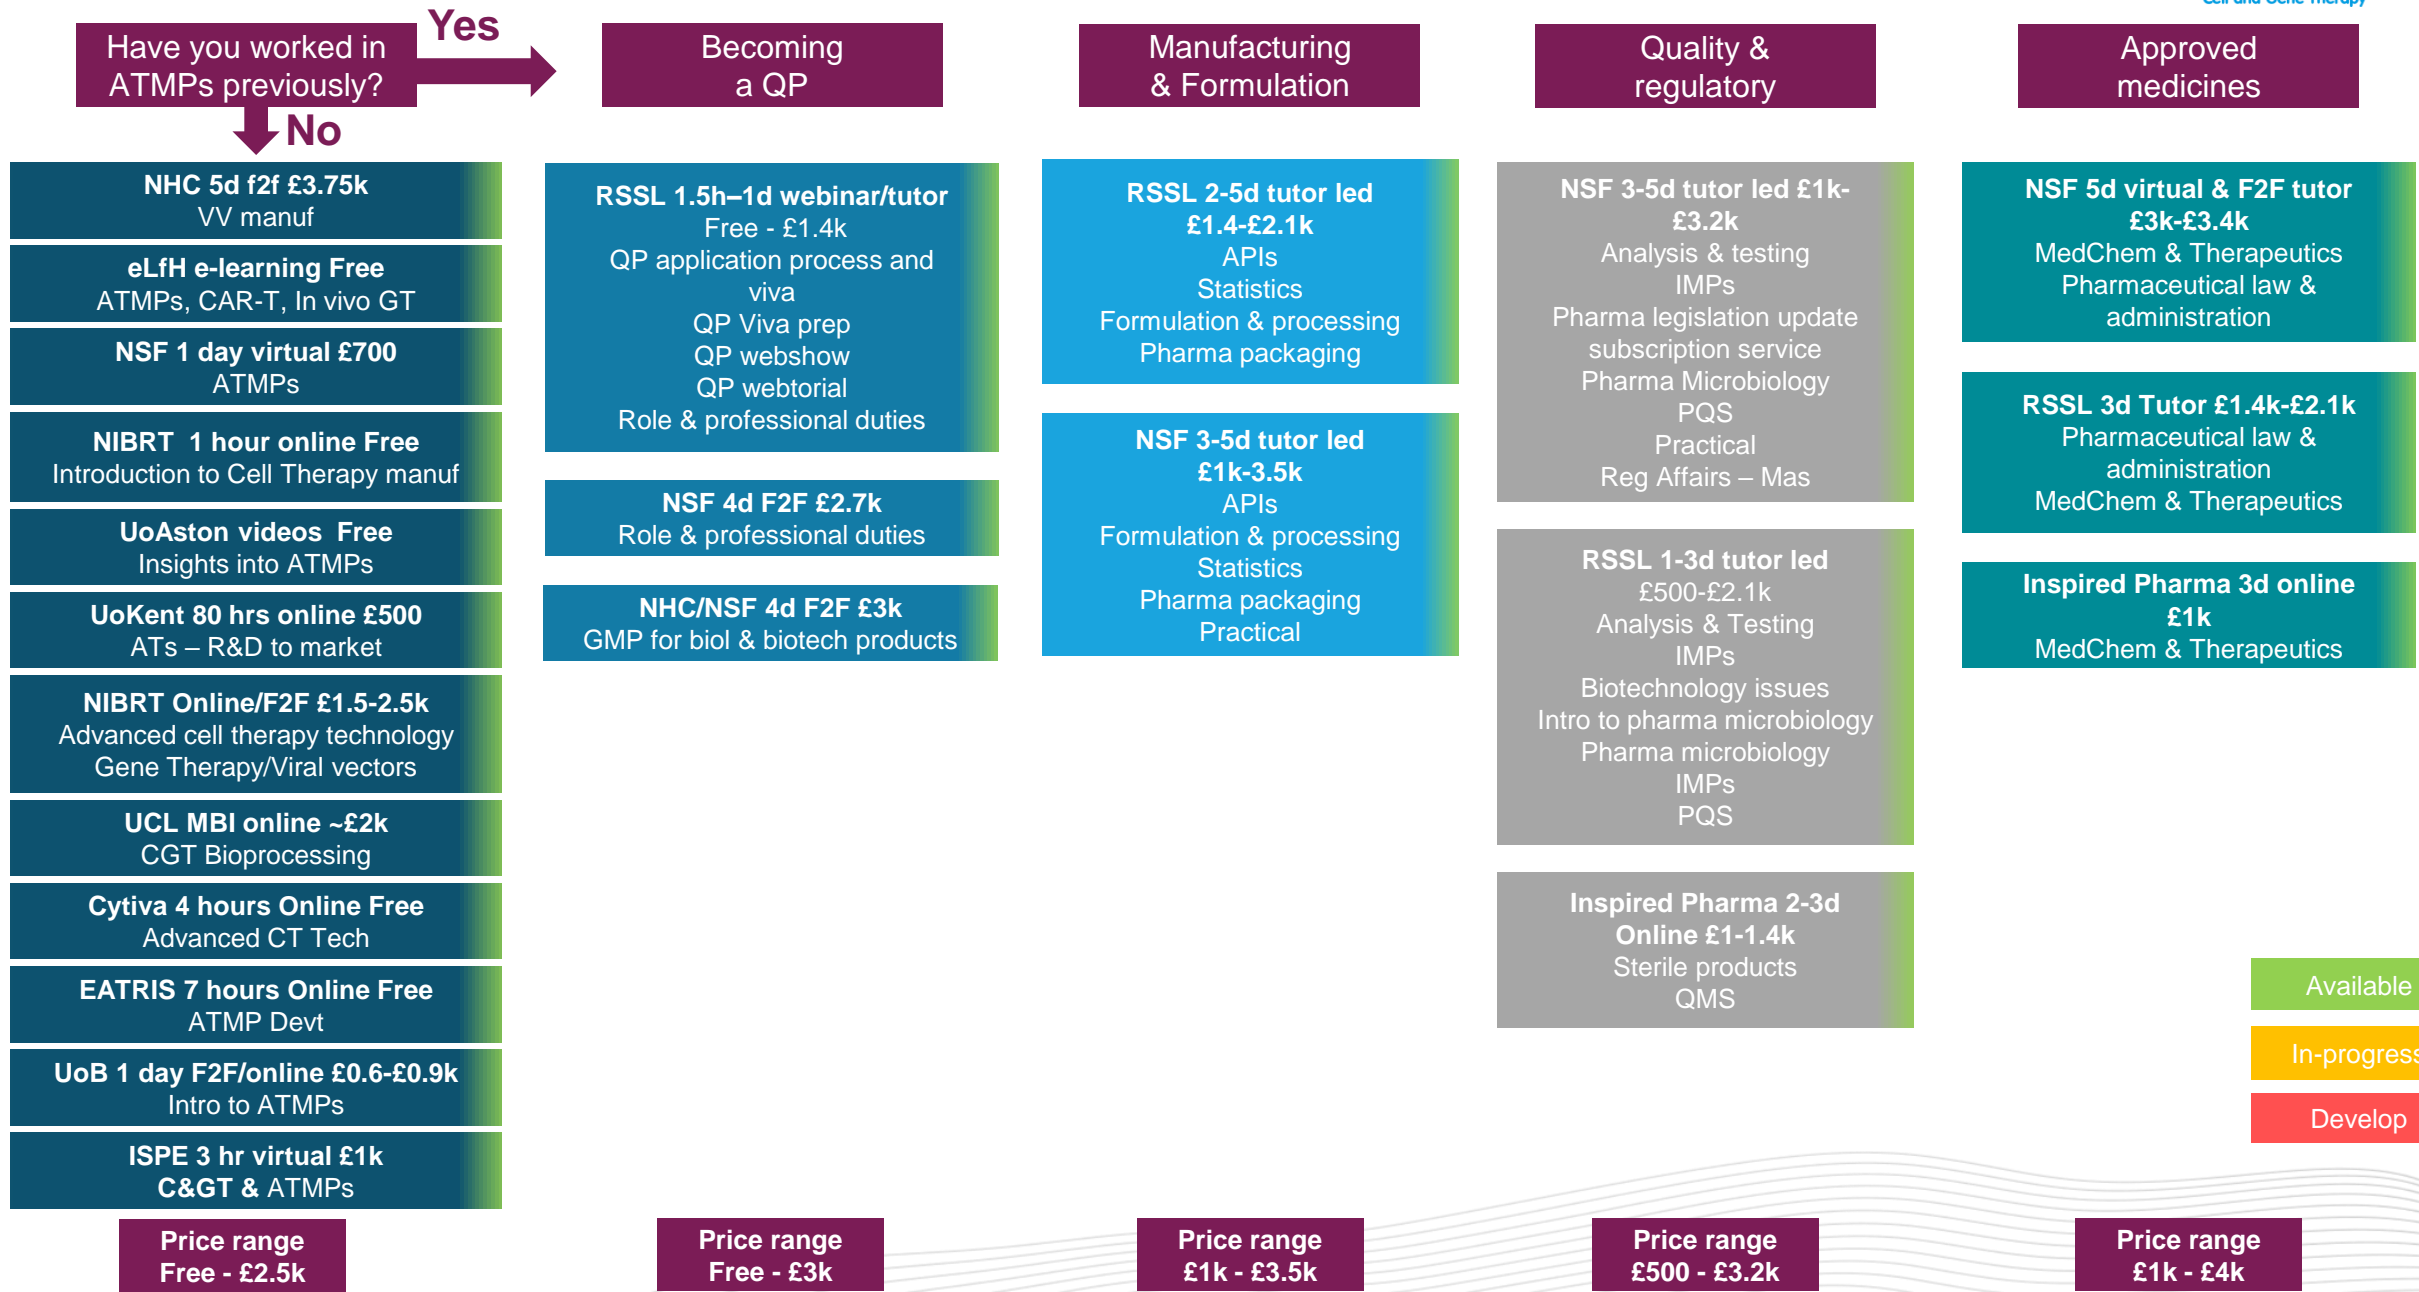 Cell and Gene Therapy
Have you worked in
ATMPs previously?
Yes
No
Becoming
a QP
Manufacturing
& Formulation
Quality &
regulatory
Approved
medicines
NHC 5d f2f £3.75k
VV manuf
eLfH e-learning Free
ATMPs, CAR-T, In vivo GT
NSF 1 day virtual £700
ATMPs
NIBRT  1 hour online Free
Introduction to Cell Therapy manuf
UoAston videos  Free
Insights into ATMPs
UoKent 80 hrs online £500
ATs – R&D to market
NIBRT Online/F2F £1.5-2.5k
Advanced cell therapy technology
Gene Therapy/Viral vectors
UCL MBI online ~£2k
CGT Bioprocessing
Cytiva 4 hours Online Free
Advanced CT Tech
EATRIS 7 hours Online Free
ATMP Devt
UoB 1 day F2F/online £0.6-£0.9k
Intro to ATMPs
ISPE 3 hr virtual £1k
C&GT & ATMPs
Price range
Free - £2.5k
RSSL 1.5h–1d webinar/tutor
Free - £1.4k
QP application process and
viva
QP Viva prep
QP webshow
QP webtorial
Role & professional duties
NSF 4d F2F £2.7k
Role & professional duties
NHC/NSF 4d F2F £3k
GMP for biol & biotech products
Price range
Free - £3k
RSSL 2-5d tutor led
£1.4-£2.1k
APIs
Statistics
Formulation & processing
Pharma packaging
NSF 3-5d tutor led
£1k-3.5k
APIs
Formulation & processing
Statistics
Pharma packaging
Practical
Price range
£1k - £3.5k
NSF 3-5d tutor led £1k-
£3.2k
Analysis & testing
IMPs
Pharma legislation update
subscription service
Pharma Microbiology
PQS
Practical
Reg Affairs – Mas
RSSL 1-3d tutor led
£500-£2.1k
Analysis & Testing
IMPs
Biotechnology issues
Intro to pharma microbiology
Pharma microbiology
IMPs
PQS
Inspired Pharma 2-3d
Online £1-1.4k
Sterile products
QMS
Price range
£500 - £3.2k
NSF 5d virtual & F2F tutor
£3k-£3.4k
MedChem & Therapeutics
Pharmaceutical law &
administration
RSSL 3d Tutor £1.4k-£2.1k
Pharmaceutical law &
administration
MedChem & Therapeutics
Inspired Pharma 3d online
£1k
MedChem & Therapeutics
Available
In-progress
Develop
Price range
£1k - £4k